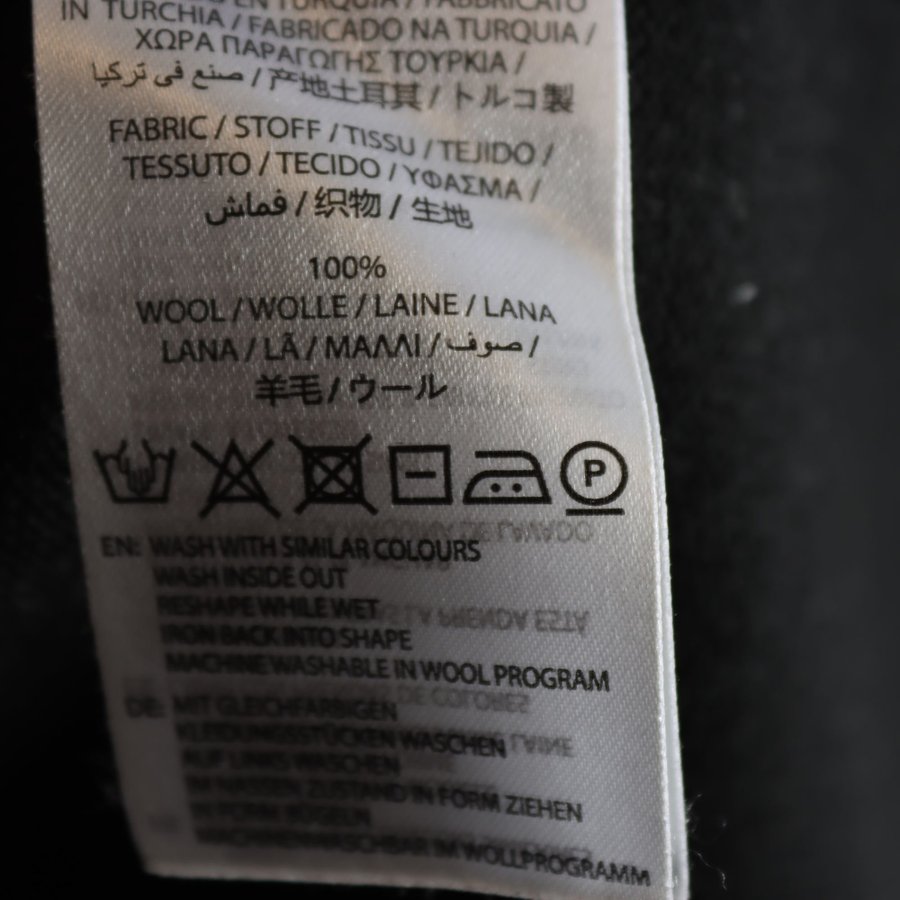 EN TURQUIA / FABBRICATO
IN TURCHIA / FABRICADO NA TURQUIA /
ΧΩΡΑ ΠΑΡΑΓΩΓΗΣ ΤΟΥΡΚΙΑ /
صنع في تركيا / 产地土耳其 / トルコ製
FABRIC / STOFF / TISSU / TEJIDO /
TESSUTO / TECIDO / ΥΦΑΣΜΑ /
قماش / 织物 / 生地
100%
WOOL / WOLLE / LAINE / LANA
LANA / LÃ / ΜΑΛΛΙ / صوف /
羊毛 / ウール
P
EN: WASH WITH SIMILAR COLOURS
WASH INSIDE OUT
RESHAPE WHILE WET
IRON BACK INTO SHAPE
MACHINE WASHABLE IN WOOL PROGRAM
DE: MIT GLEICHFARBIGEN
KLEIDUNGSSTÜCKEN WASCHEN
AUF LINKS WASCHEN
IM NASSEN ZUSTAND IN FORM ZIEHEN
IN FORM BÜGELN
MASCHINENWASCHBAR IM WOLLPROGRAMM